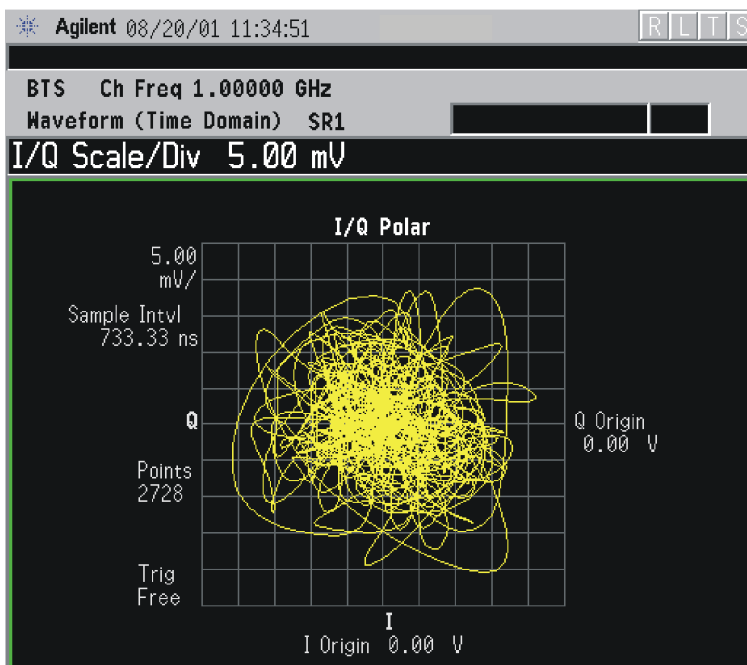 Agilent 08/20/01 11:34:51 R L T S
BTS Ch Freq 1.00000 GHz
Waveform (Time Domain) SR1
I/Q Scale/Div 5.00 mV
I/Q Polar
5.00
mV/
Sample Intvl
733.33 ns
Q
Q Origin
0.00 V
Points
2728
Trig
Free
I
I Origin 0.00 V